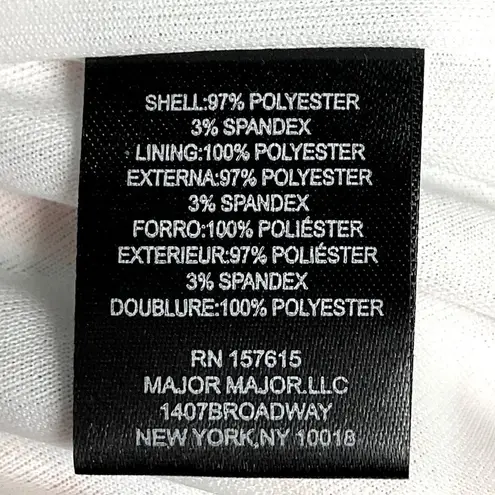 SHELL:97% POLYESTER
3% SPANDEX
LINING:100% POLYESTER
EXTERNA:97% POLYESTER
3% SPANDEX
FORRO:100% POLIÉSTER
EXTERIEUR:97% POLIÉSTER
3% SPANDEX
DOUBLURE:100% POLYESTER
RN 157615
MAJOR MAJOR.LLC
1407BROADWAY
NEW YORK,NY 10018